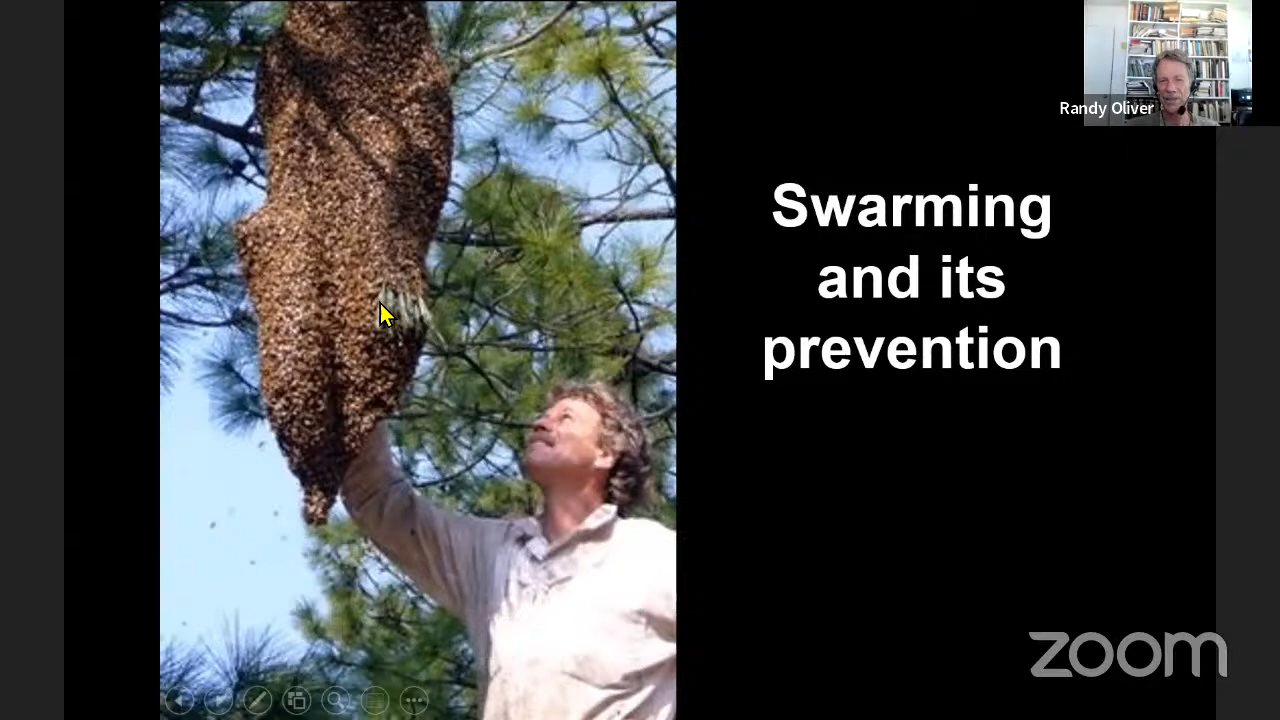 Randy Oliver
Swarming
and its
prevention
zoom